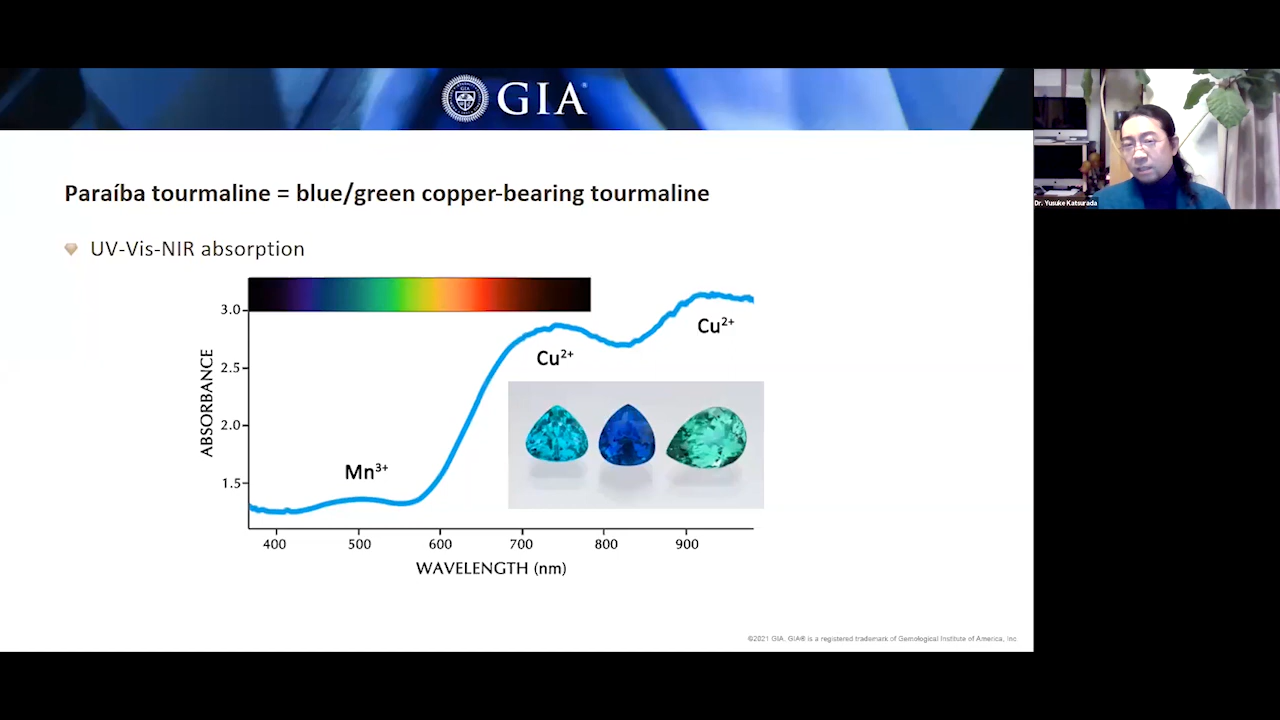 GIA®
Dr. Yusuke Katsurada
Paraíba tourmaline = blue/green copper-bearing tourmaline
UV-Vis-NIR absorption
3.0
2.5
2.0
1.5
ABSORBANCE
Mn³⁺
Cu²⁺
Cu²⁺
400 500 600 700 800 900
WAVELENGTH (nm)
©2021 GIA. GIA® is a registered trademark of Gemological Institute of America, Inc